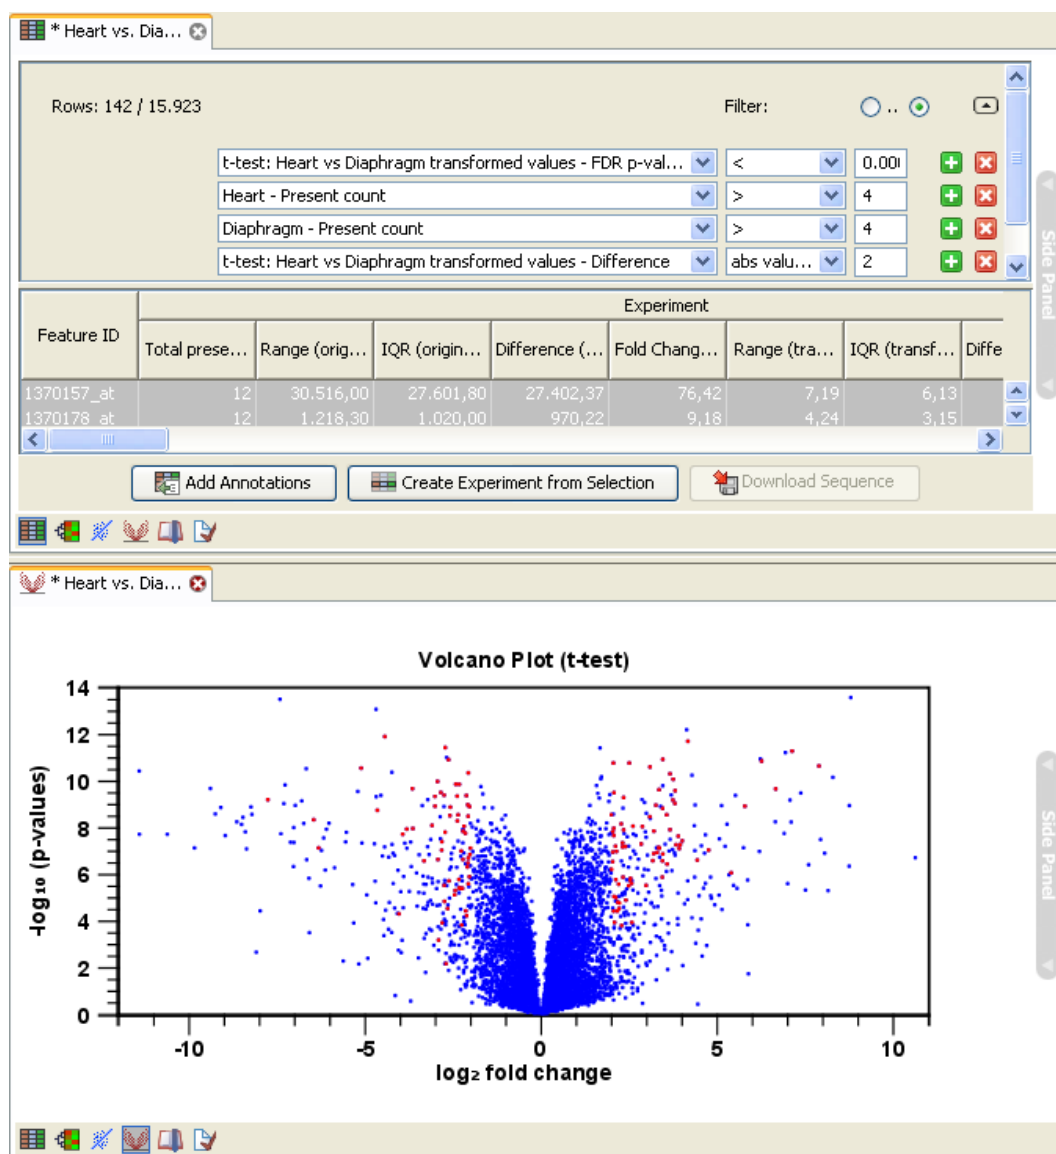 * Heart vs. Dia...
Rows: 142 / 15.923 Filter: ..
t-test: Heart vs Diaphragm transformed values - FDR p-val... <
Heart - Present count > 4
Diaphragm - Present count > 4
t-test: Heart vs Diaphragm transformed values - Difference abs valu... 2
Experiment
Feature ID Total prese... Range (orig... IQR (origin... Difference (... Fold Chang... Range (tra... IQR (transf... Diffe
1370157_at 12 30.516,00 27.601,80 27.402,37 76,42 7,19 6,13
1370178_at 12 1.218,30 1.020,00 970,22 9,18 4,24 3,15
Add Annotations Create Experiment from Selection Download Sequence
Side Panel
* Heart vs. Dia...
Volcano Plot (t-test)
14
12
10
8
6
4
2
0
-log₁₀ (p-values)
-10 -5 0 5 10
log₂ fold change
Side Panel